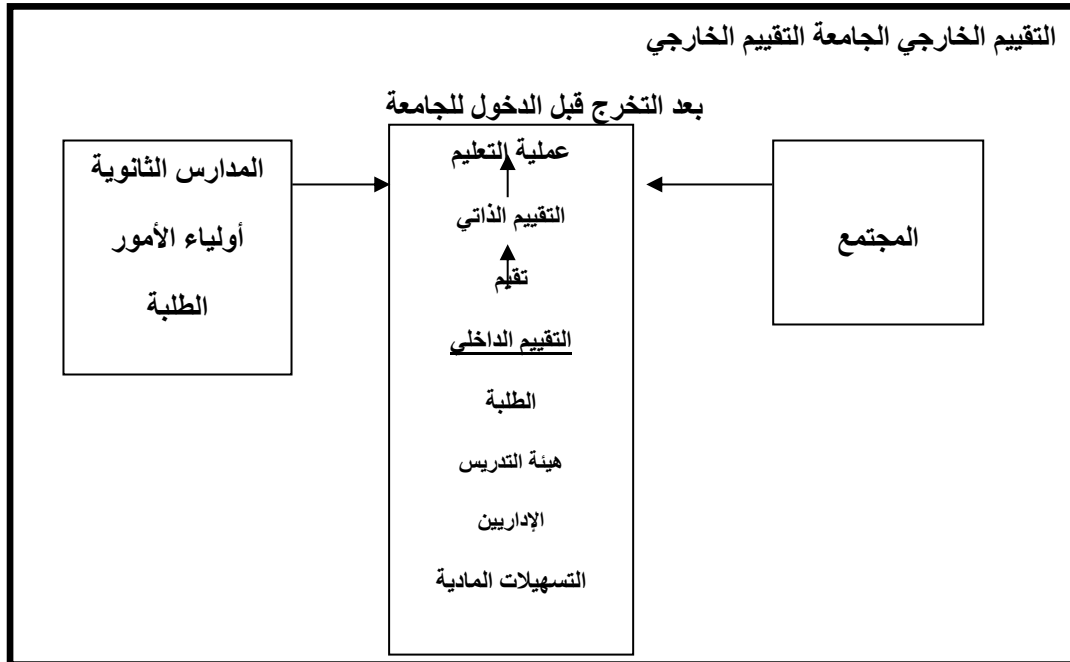 التقييم الخارجي الجامعة التقييم الخارجي
بعد التخرج قبل الدخول للجامعة
المجتمع
عملية التعليم
التقييم الذاتي
تقيم
التقييم الداخلي
الطلبة
هيئة التدريس
الإداريين
التسهيلات المادية
المدارس الثانوية
أولياء الأمور
الطلبة